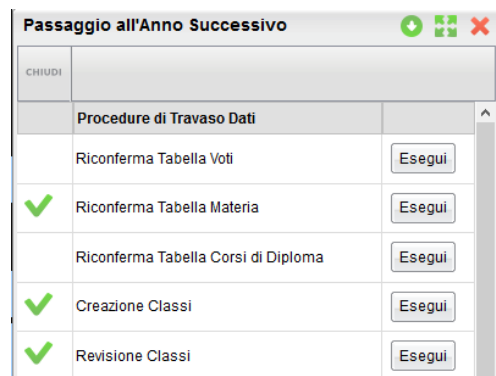 Passaggio all'Anno Successivo
CHIUDI
Procedure di Travaso Dati
Riconferma Tabella Voti Esegui
Riconferma Tabella Materia Esegui
Riconferma Tabella Corsi di Diploma Esegui
Creazione Classi Esegui
Revisione Classi Esegui